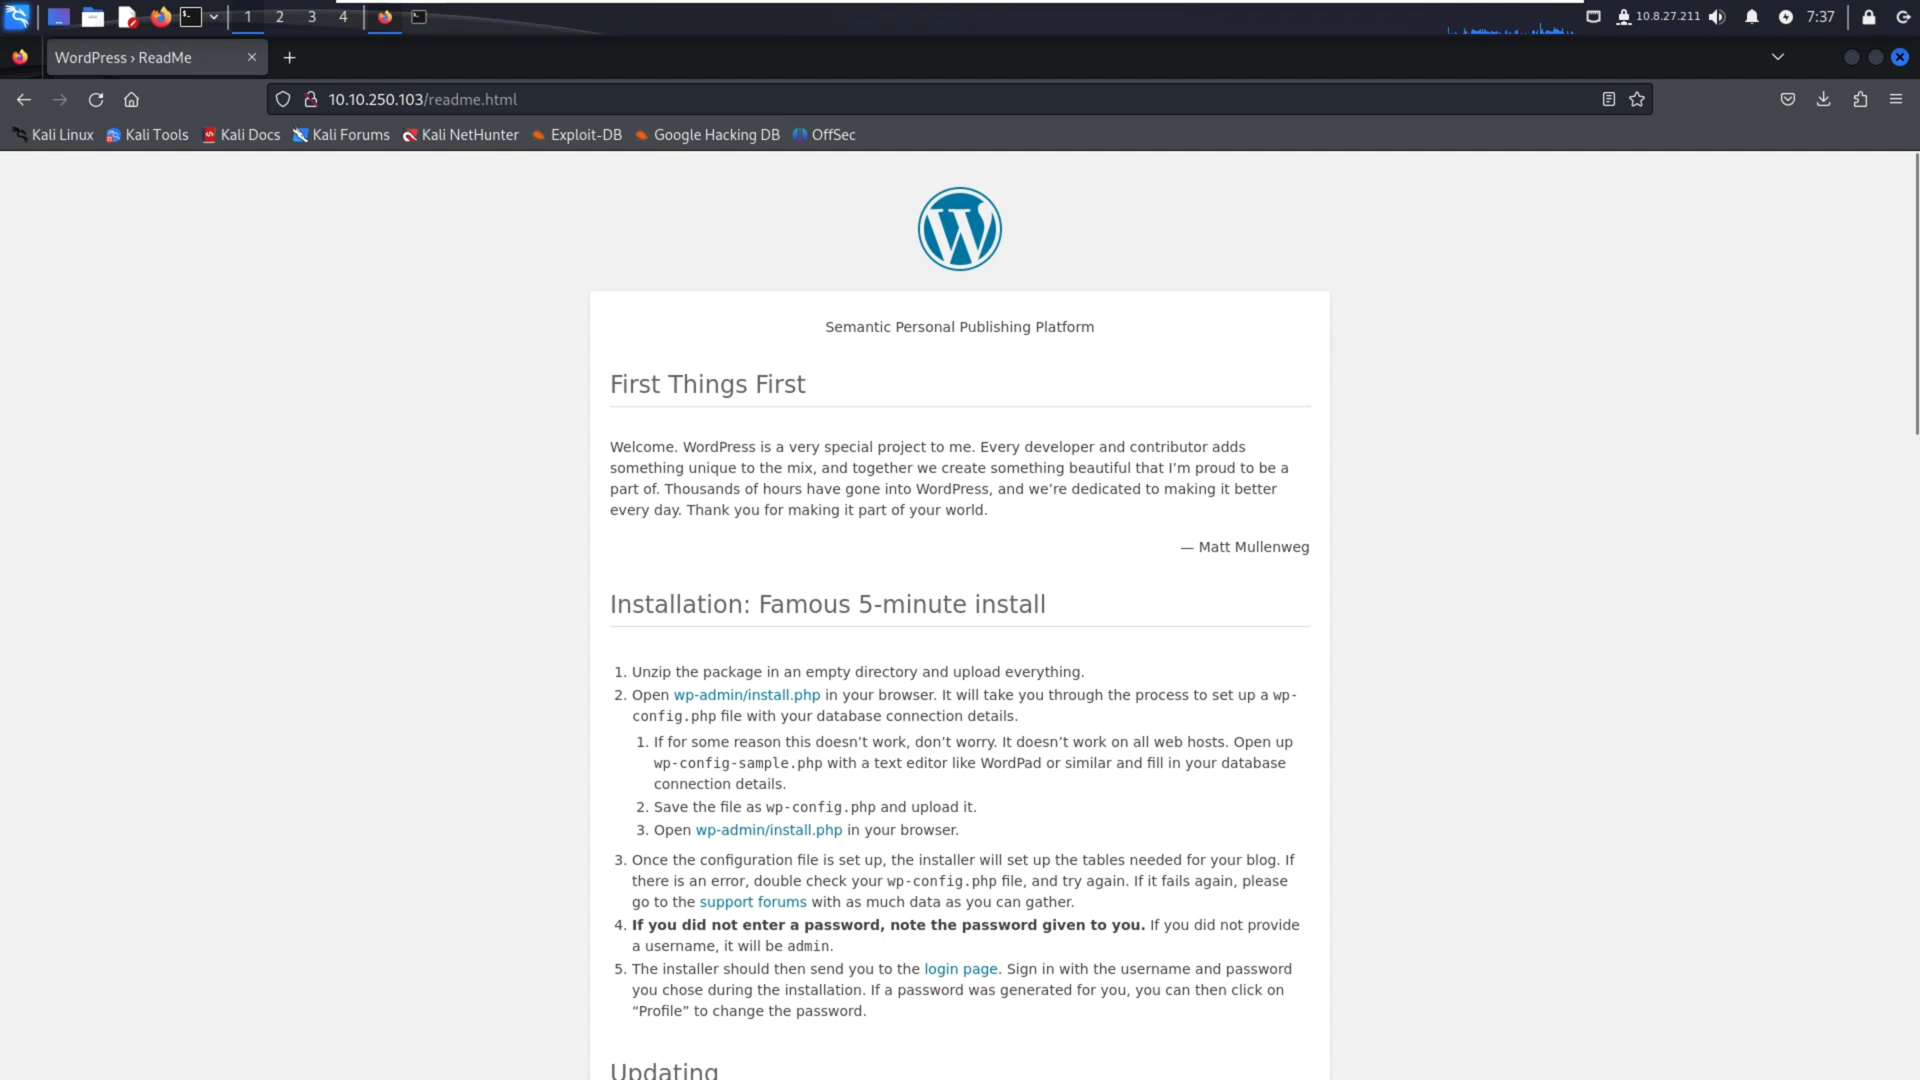 1 2 3 4 10.8.27.211 7:37
WordPress › ReadMe
10.10.250.103/readme.html
Kali Linux Kali Tools Kali Docs Kali Forums Kali NetHunter Exploit-DB Google Hacking DB OffSec
W
Semantic Personal Publishing Platform
First Things First
Welcome. WordPress is a very special project to me. Every developer and contributor adds
something unique to the mix, and together we create something beautiful that I’m proud to be a
part of. Thousands of hours have gone into WordPress, and we’re dedicated to making it better
every day. Thank you for making it part of your world.
— Matt Mullenweg
Installation: Famous 5-minute install
1. Unzip the package in an empty directory and upload everything.
2. Open wp-admin/install.php in your browser. It will take you through the process to set up a wp-
config.php file with your database connection details.
1. If for some reason this doesn’t work, don’t worry. It doesn’t work on all web hosts. Open up
wp-config-sample.php with a text editor like WordPad or similar and fill in your database
connection details.
2. Save the file as wp-config.php and upload it.
3. Open wp-admin/install.php in your browser.
3. Once the configuration file is set up, the installer will set up the tables needed for your blog. If
there is an error, double check your wp-config.php file, and try again. If it fails again, please
go to the support forums with as much data as you can gather.
4. If you did not enter a password, note the password given to you. If you did not provide
a username, it will be admin.
5. The installer should then send you to the login page. Sign in with the username and password
you chose during the installation. If a password was generated for you, you can then click on
“Profile” to change the password.
Updating